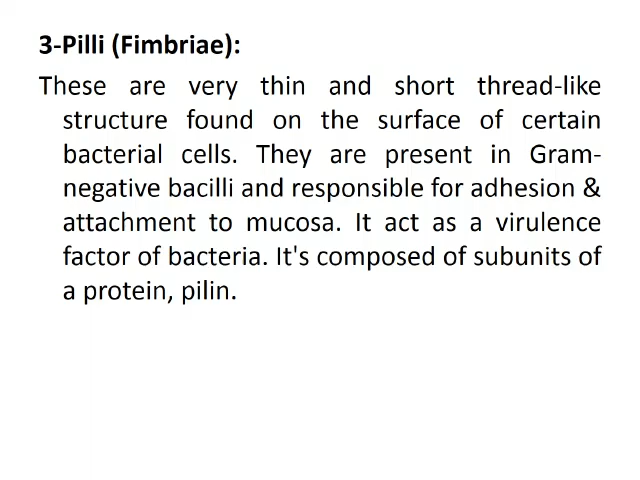 3-Pilli (Fimbriae):
These are very thin and short thread-like
structure found on the surface of certain
bacterial cells. They are present in Gram-
negative bacilli and responsible for adhesion &
attachment to mucosa. It act as a virulence
factor of bacteria. It's composed of subunits of
a protein, pilin.